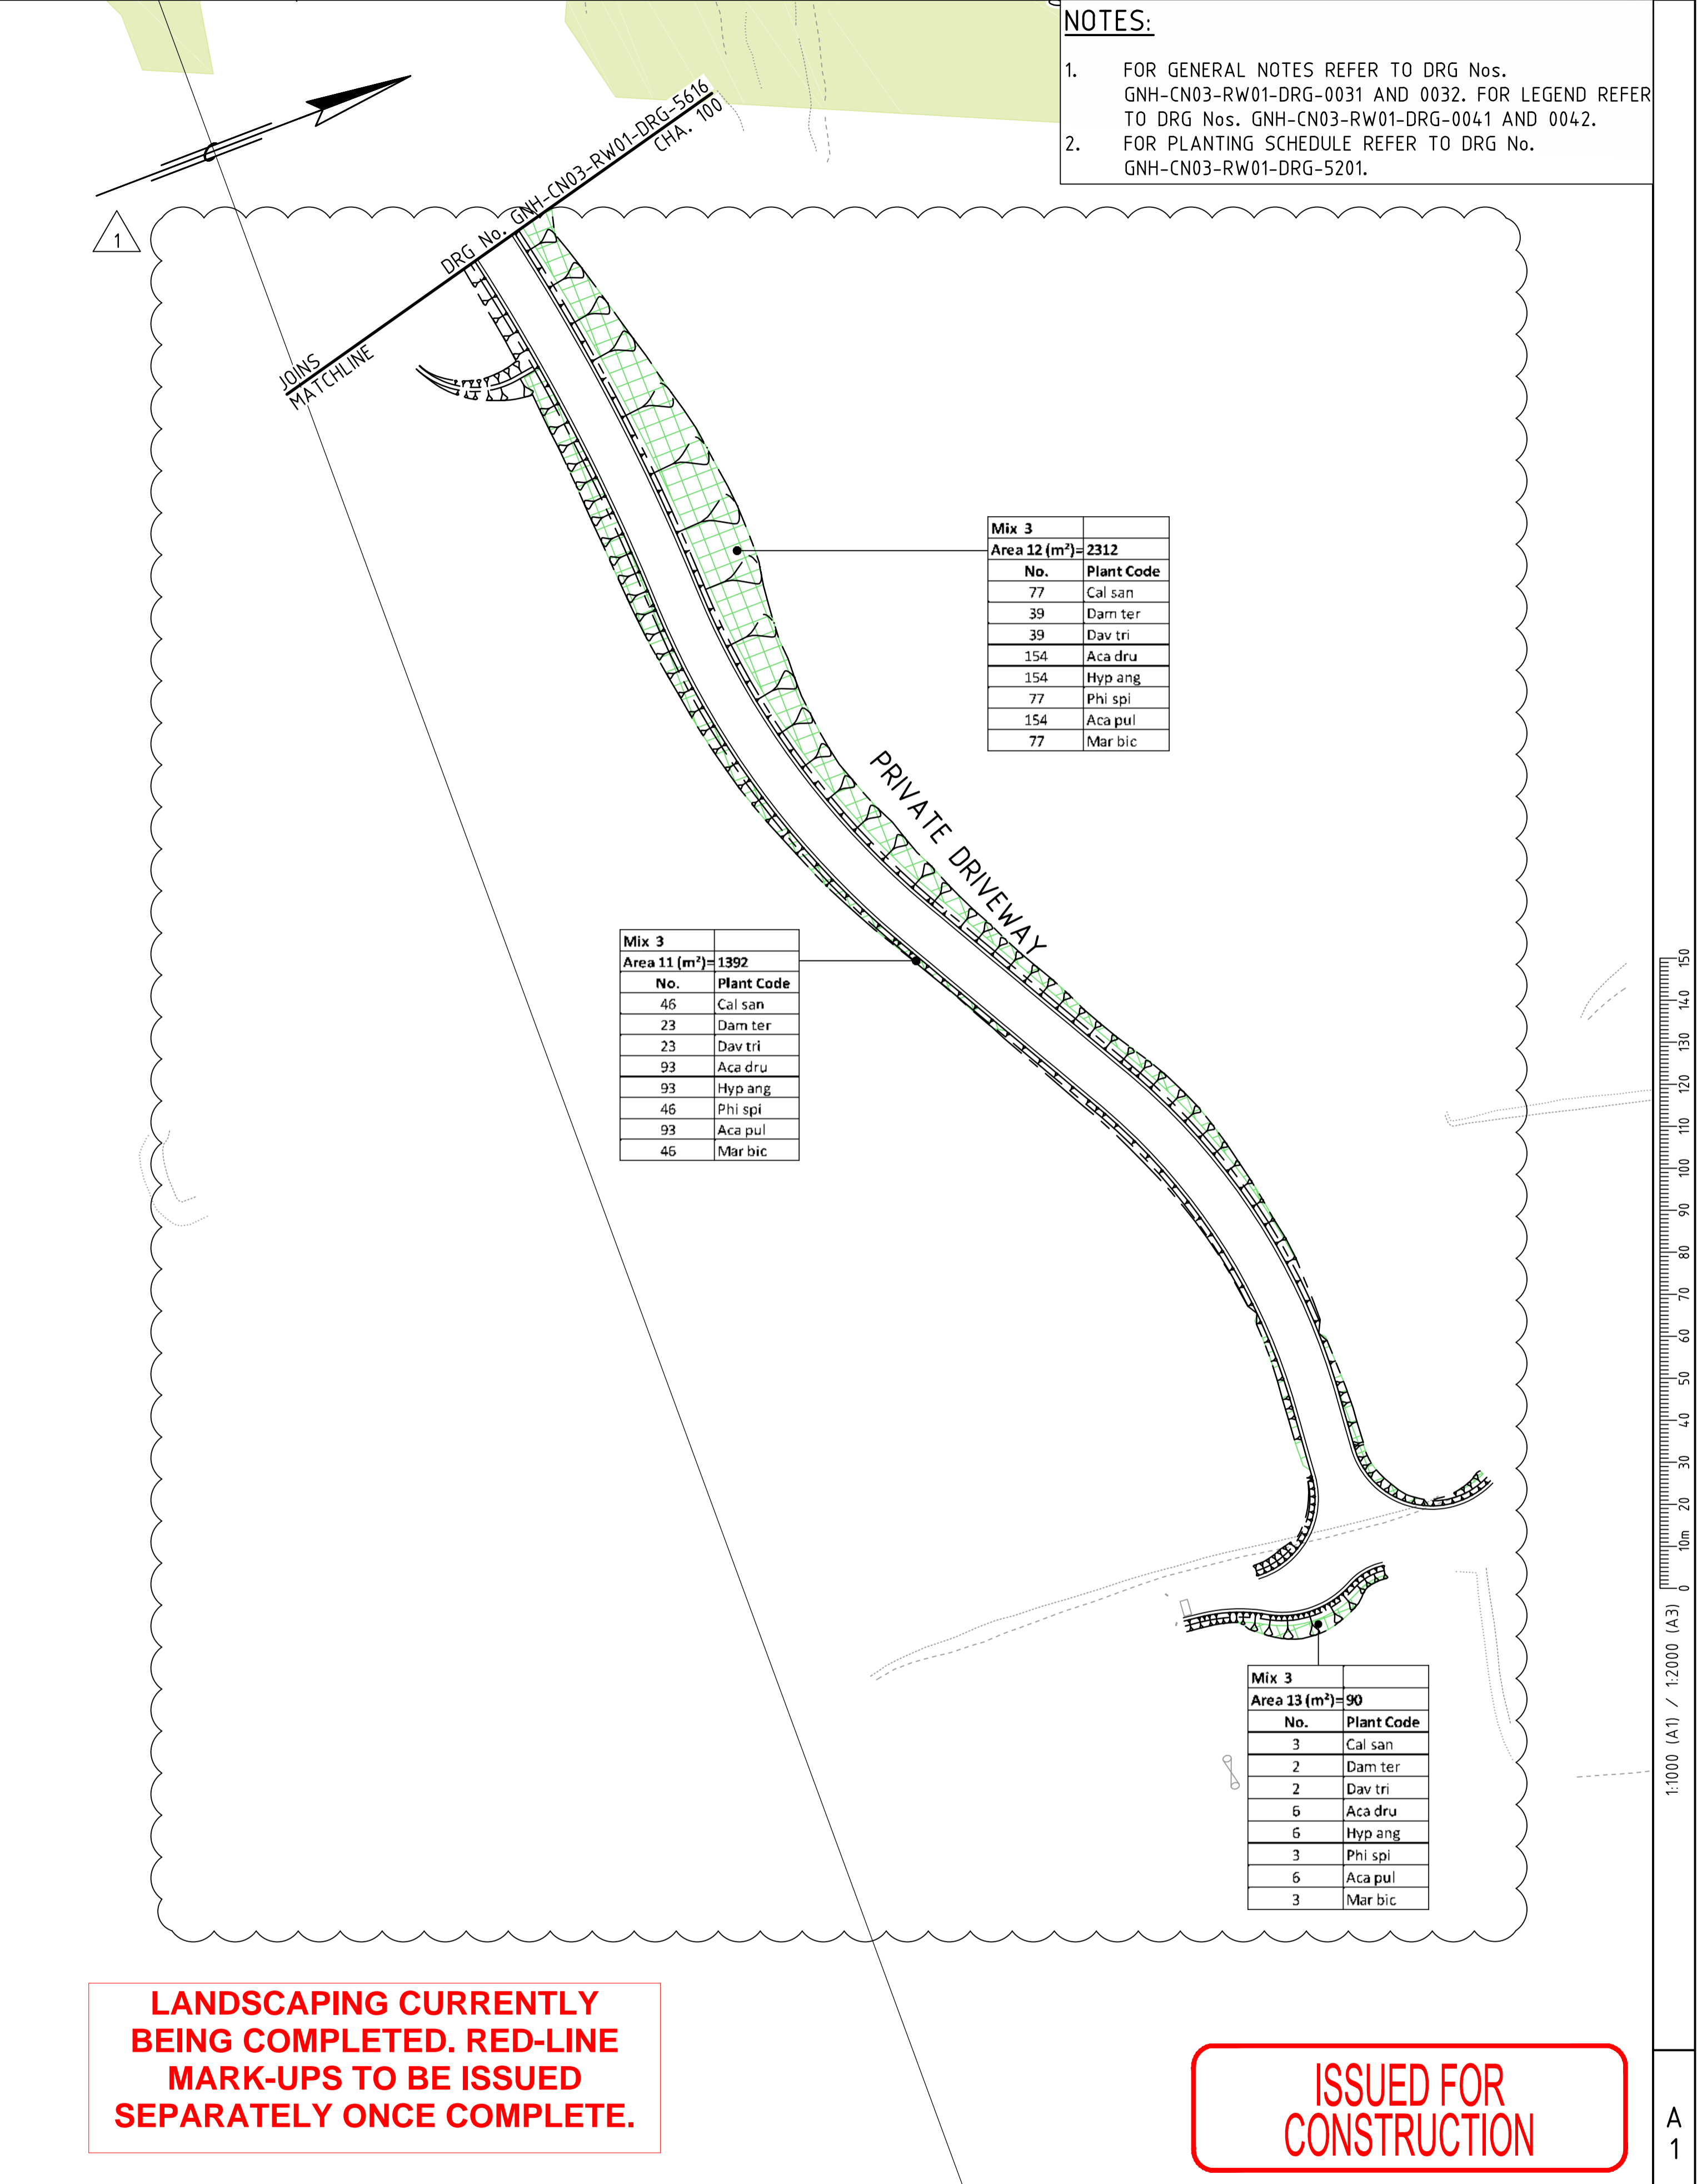 NOTES:
1. FOR GENERAL NOTES REFER TO DRG Nos.
GNH-CN03-RW01-DRG-0031 AND 0032. FOR LEGEND REFER
TO DRG Nos. GNH-CN03-RW01-DRG-0041 AND 0042.
2. FOR PLANTING SCHEDULE REFER TO DRG No.
GNH-CN03-RW01-DRG-5201.
1
JOINS DRG No. GNH-CN03-RW01-DRG-5616
MATCHLINE CHA. 100
Mix 3
Area 12 (m²)= 2312
No. Plant Code
77 Cal san
39 Dam ter
39 Dav tri
154 Aca dru
154 Hyp ang
77 Phi spi
154 Aca pul
77 Mar bic
PRIVATE DRIVEWAY
Mix 3
Area 11 (m²)= 1392
No. Plant Code
46 Cal san
23 Dam ter
23 Dav tri
93 Aca dru
93 Hyp ang
46 Phi spi
93 Aca pul
46 Mar bic
Mix 3
Area 13 (m²)= 90
No. Plant Code
3 Cal san
2 Dam ter
2 Dav tri
6 Aca dru
6 Hyp ang
3 Phi spi
6 Aca pul
3 Mar bic
1:1000 (A1) / 1:2000 (A3) 0 10m 20 30 40 50 60 70 80 90 100 110 120 130 140 150
LANDSCAPING CURRENTLY
BEING COMPLETED. RED-LINE
MARK-UPS TO BE ISSUED
SEPARATELY ONCE COMPLETE.
ISSUED FOR
CONSTRUCTION
A
1